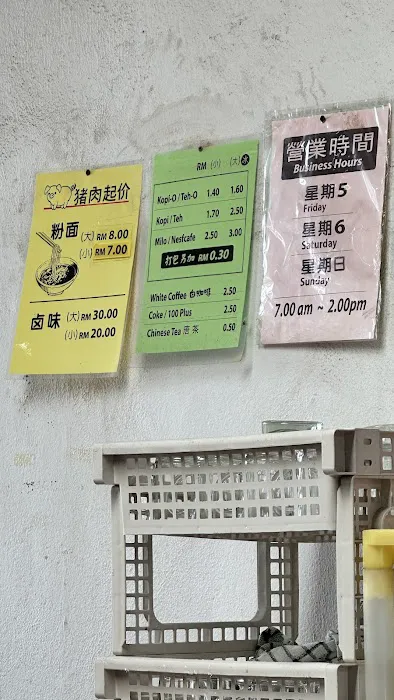 猪肉起价
粉面 (大) RM 8.00
(小) RM 7.00
卤味 (大) RM 30.00
(小) RM 20.00
RM (小) (大)
Kopi-O / Teh-O 1.40 1.60
Kopi / Teh 1.70 2.50
Milo / Nescafe 2.50 3.00
打包 RM 0.30
White Coffee 白咖啡 2.50
Coke / 100 Plus 2.50
Chinese Tea 唐茶 0.50
營業時間
Business Hours
星期5
Friday
星期6
Saturday
星期日
Sunday
7.00 am ~ 2.00pm